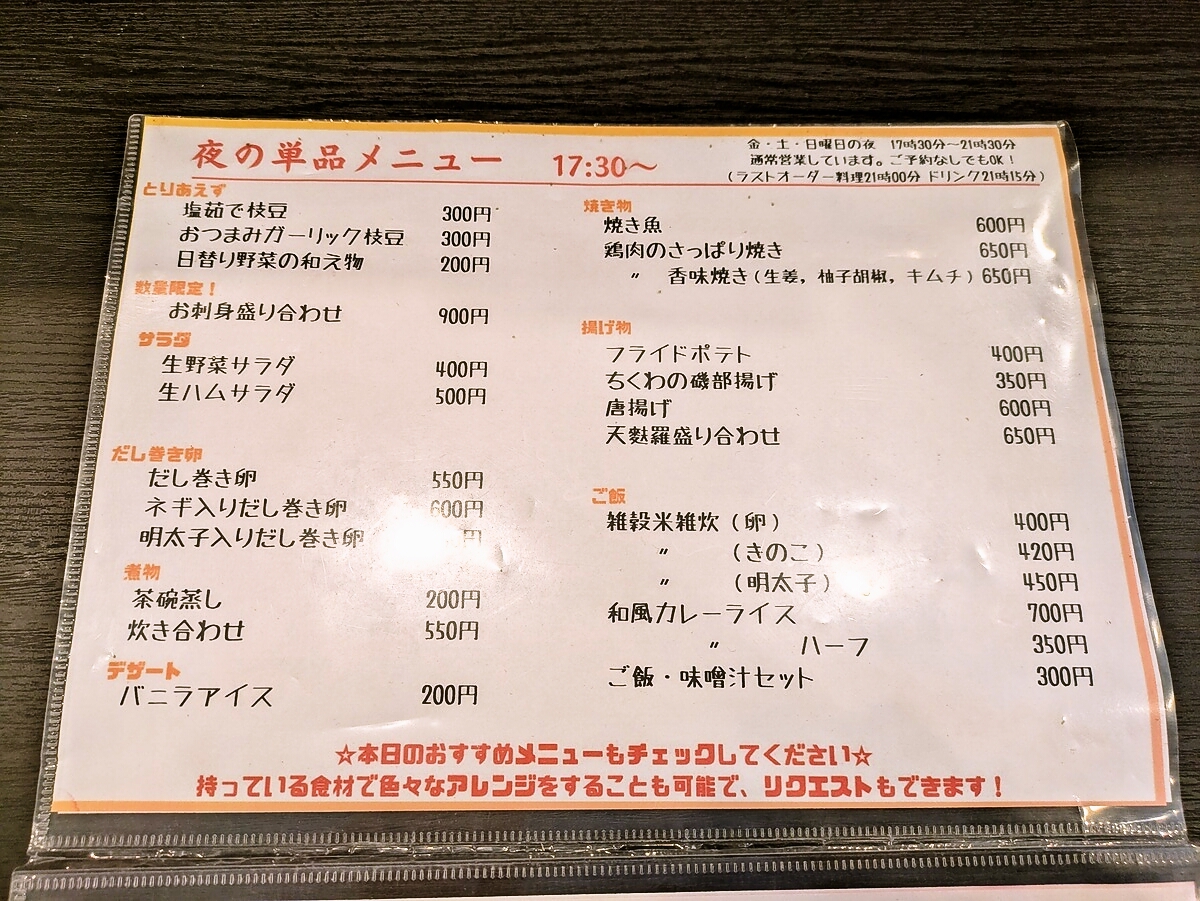 夜の単品メニュー 17:30～
金・土・日曜日の夜 17時30分～21時30分
通常営業しています。ご予約なしでもOK！
（ラストオーダー料理21時00分 ドリンク21時15分）
とりあえず
塩茹で枝豆 300円
おつまみガーリック枝豆 300円
日替り野菜の和え物 200円
数量限定！
お刺身盛り合わせ 900円
サラダ
生野菜サラダ 400円
生ハムサラダ 500円
だし巻き卵
だし巻き卵 550円
ネギ入りだし巻き卵 600円
明太子入りだし巻き卵 円
煮物
茶碗蒸し 200円
炊き合わせ 550円
デザート
バニラアイス 200円
焼き物
焼き魚 600円
鶏肉のさっぱり焼き 650円
〃 香味焼き（生姜，柚子胡椒，キムチ）650円
揚げ物
フライドポテト 400円
ちくわの磯部揚げ 350円
唐揚げ 600円
天麩羅盛り合わせ 650円
ご飯
雑穀米雑炊（卵） 400円
〃 （きのこ） 420円
〃 （明太子） 450円
和風カレーライス 700円
〃 ハーフ 350円
ご飯・味噌汁セット 300円
☆本日のおすすめメニューもチェックしてください☆
持っている食材で色々なアレンジをすることも可能で、リクエストもできます！